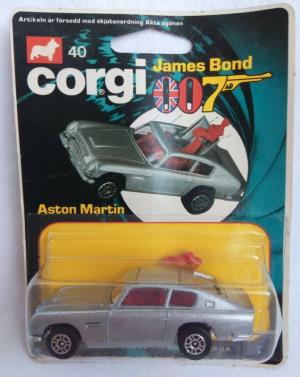 Artikeln är försedd med skjutanordning Akta ögonen
40
corgi
James Bond
007
Aston Martin